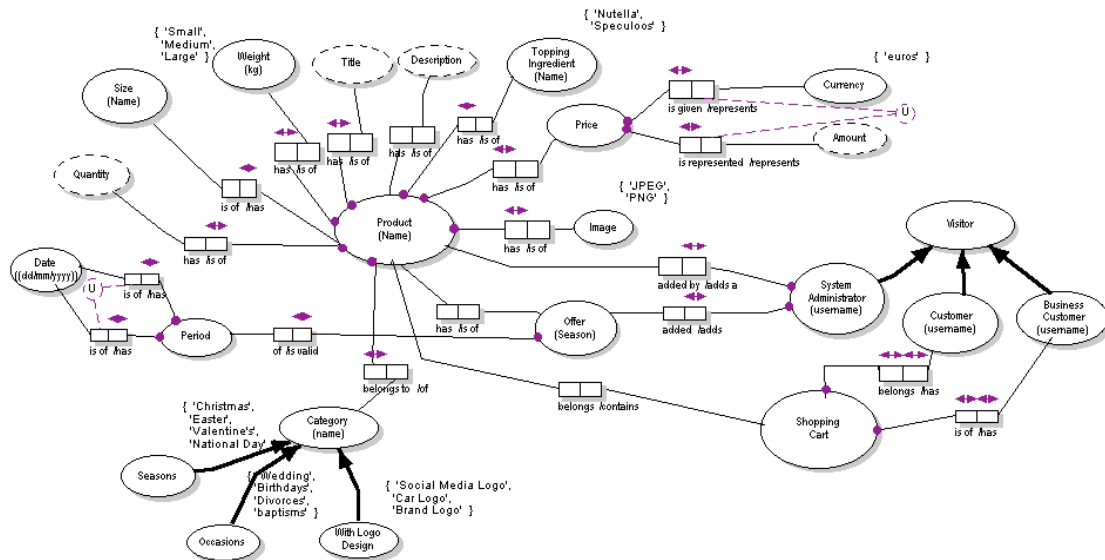 { 'Small',
'Medium',
'Large' }
{ 'Nutella',
'Speculoos' }
{ 'euros' }
Weight
(kg)
Title
Description
Topping
Ingredient
(Name)
Size
(Name)
Price
Currency
is given /represents
U
Amount
is represented /represents
has /is of
has /is of
has /is of
has /is of
has /is of
Quantity
is of /has
{ 'JPEG',
'PNG' }
Product
(Name)
has /is of
has /is of
Image
Visitor
Date
((dd/mm/yyyy))
U
is of /has
is of /has
Period
of /is valid
has /is of
Offer
(Season)
added by /adds a
added /adds
System
Administrator
(username)
Customer
(username)
Business
Customer
(username)
belongs to /of
belongs /contains
belongs /has
is of /has
Shopping
Cart
{ 'Christmas',
'Easter',
'Valentine's',
'National Day' }
Category
(name)
Seasons
{ 'Wedding',
'Birthdays',
'Divorces',
'baptisms' }
{ 'Social Media Logo',
'Car Logo',
'Brand Logo' }
Occasions
With Logo
Design